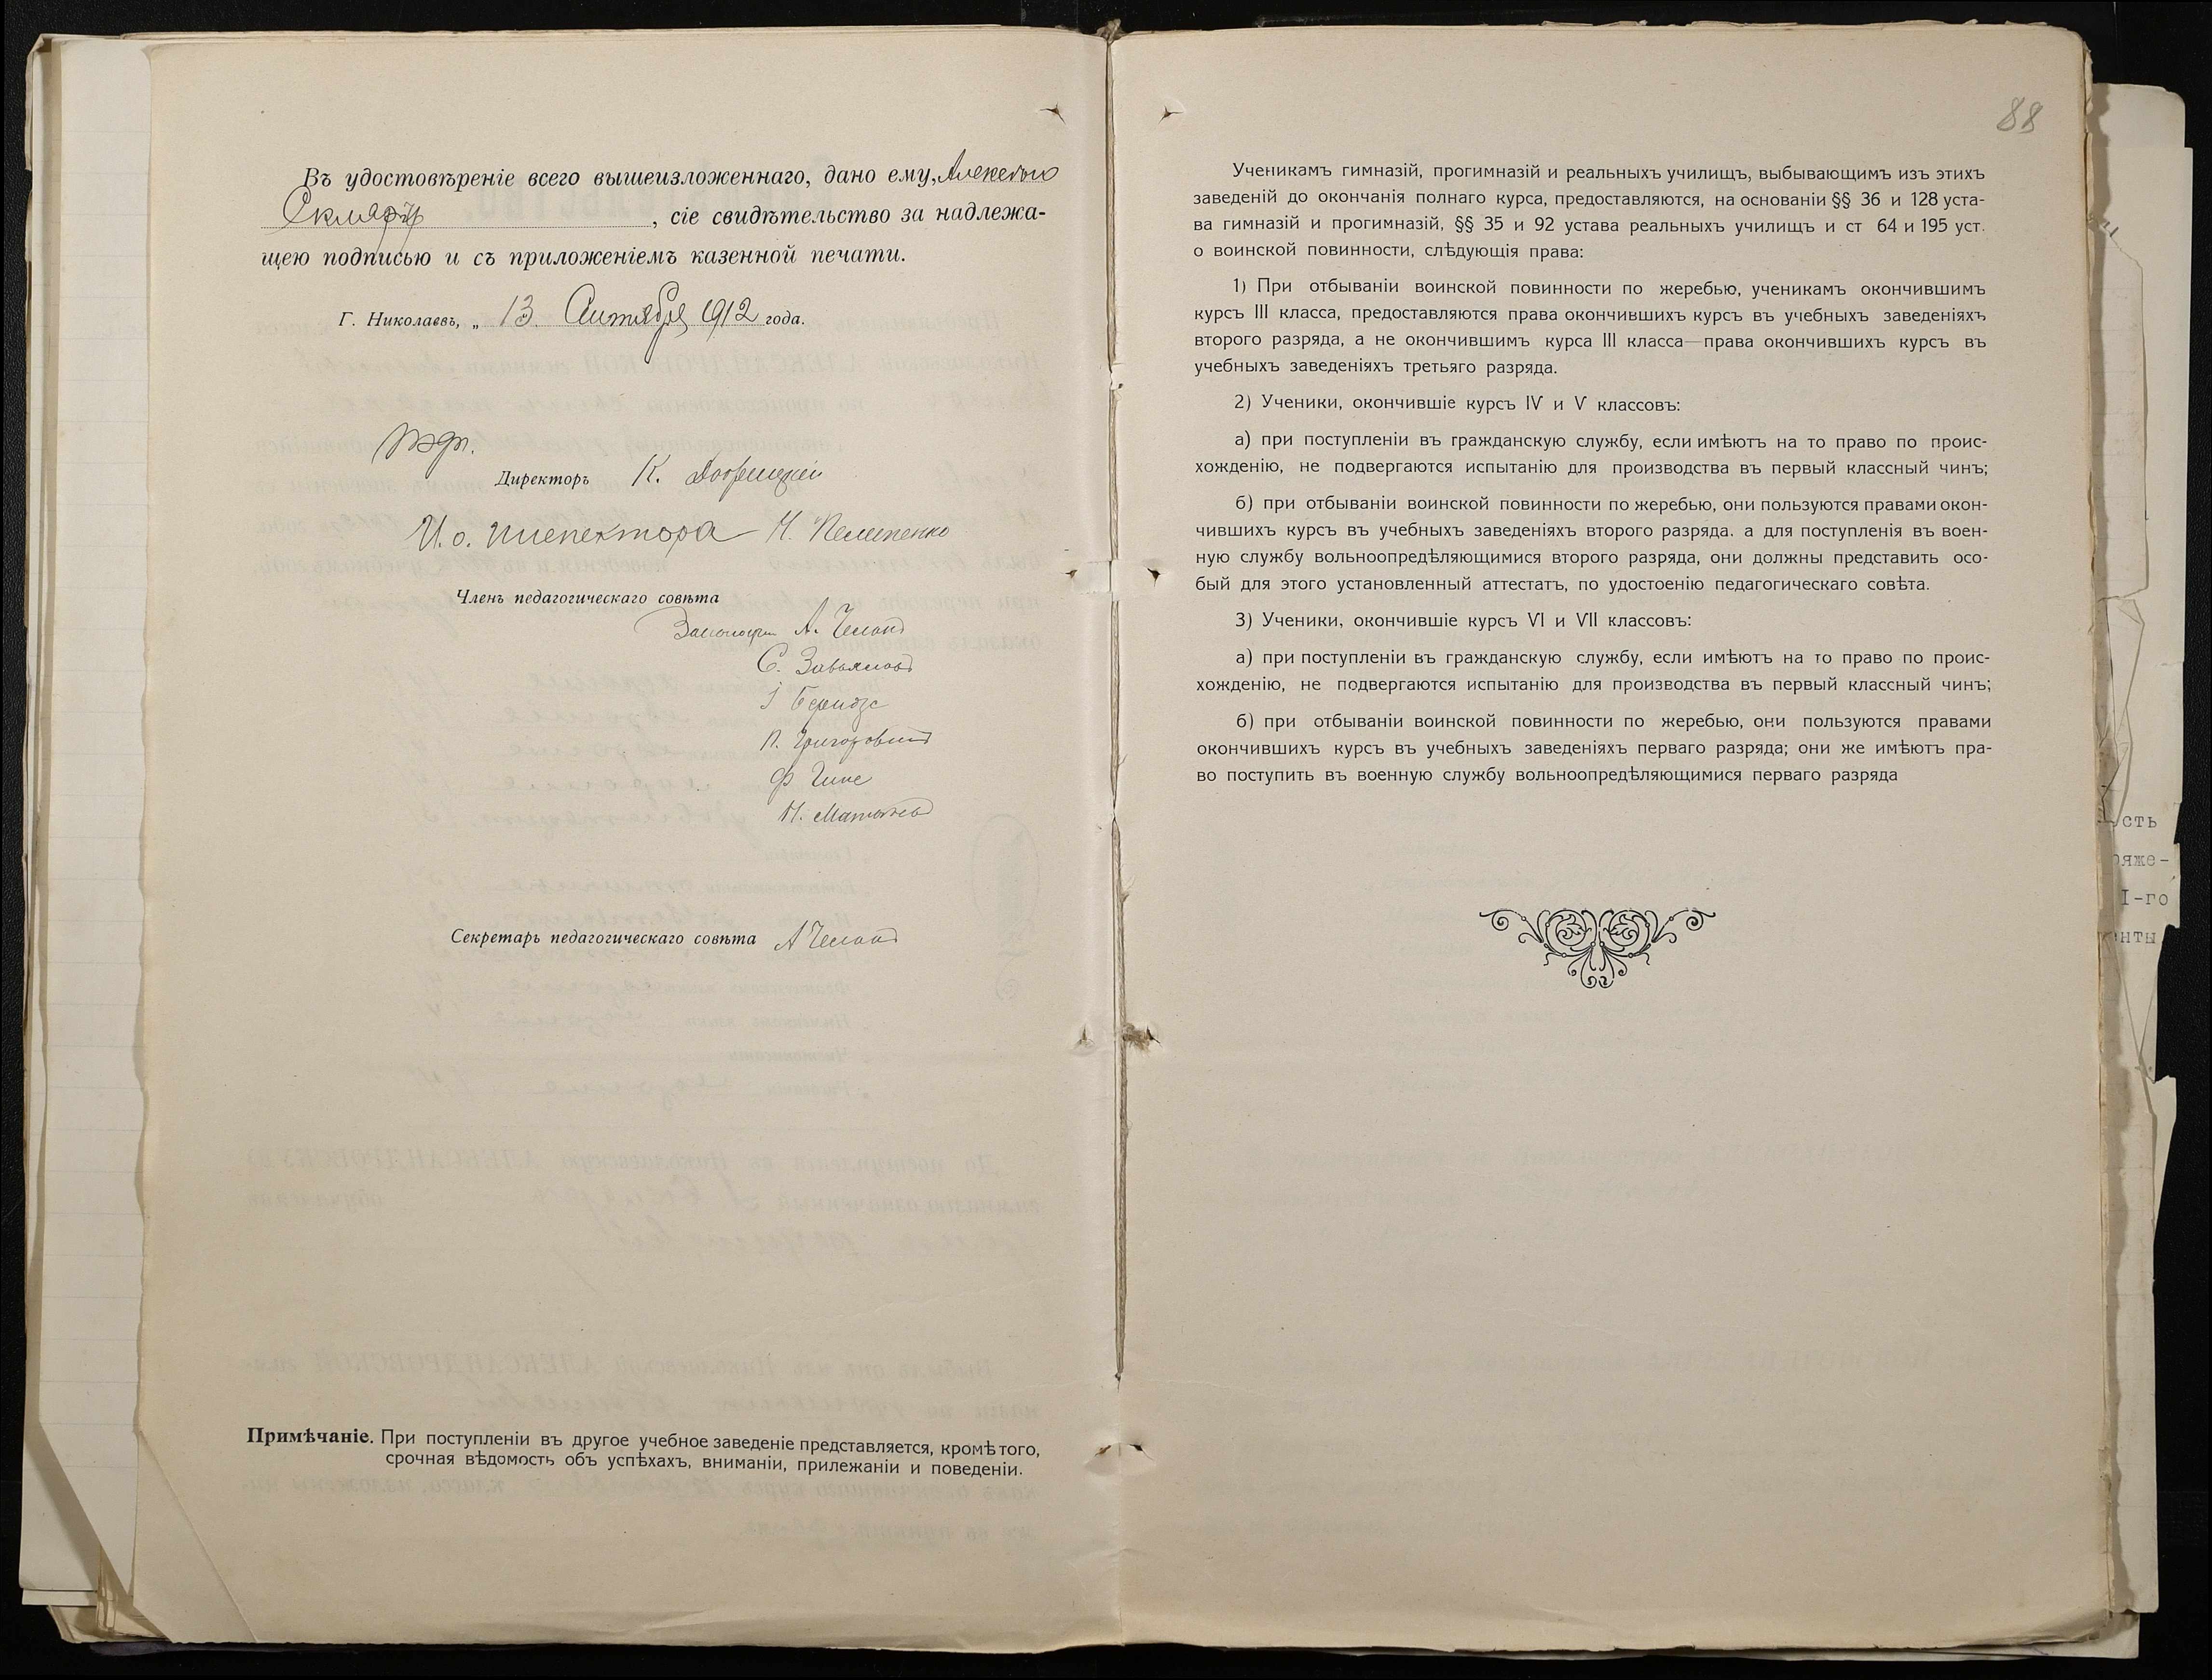 Въ удостовѣреніе всего вышеизложеннаго, дано ему, Алексѣю
Скляру, сіе свидѣтельство за надлежа-
щею подписью и съ приложеніемъ казенной печати.
Г. Николаевъ, „ 13. Сентября 1912 года.
Директоръ К.
И. о. Инспектора
Членъ педагогическаго совѣта
С. Завьяловъ
П. Григоровичъ
Секретарь педагогическаго совѣта
Примѣчаніе. При поступленіи въ другое учебное заведеніе представляется, кромѣ того,
срочная вѣдомость объ успѣхахъ, вниманіи, прилежаніи и поведеніи.
88
Ученикамъ гимназій, прогимназій и реальныхъ училищъ, выбывающимъ изъ этихъ
заведеній до окончанія полнаго курса, предоставляются, на основаніи §§ 36 и 128 уста-
ва гимназій и прогимназій, §§ 35 и 92 устава реальныхъ училищъ и ст 64 и 195 уст.
о воинской повинности, слѣдующія права:
1) При отбываніи воинской повинности по жеребью, ученикамъ окончившимъ
курсъ III класса, предоставляются права окончившихъ курсъ въ учебныхъ заведеніяхъ
второго разряда, а не окончившимъ курса III класса—права окончившихъ курсъ въ
учебныхъ заведеніяхъ третьяго разряда.
2) Ученики, окончившіе курсъ IV и V классовъ:
а) при поступленіи въ гражданскую службу, если имѣютъ на то право по проис-
хожденію, не подвергаются испытанію для производства въ первый классный чинъ;
б) при отбываніи воинской повинности по жеребью, они пользуются правами окон-
чившихъ курсъ въ учебныхъ заведеніяхъ второго разряда. а для поступленія въ воен-
ную службу вольноопредѣляющимися второго разряда, они должны представить осо-
бый для этого установленный аттестатъ, по удостоенію педагогическаго совѣта.
3) Ученики, окончившіе курсъ VI и VII классовъ:
а) при поступленіи въ гражданскую службу, если имѣютъ на то право по проис-
хожденію, не подвергаются испытанію для производства въ первый классный чинъ;
б) при отбываніи воинской повинности по жеребью, они пользуются правами
окончившихъ курсъ въ учебныхъ заведеніяхъ перваго разряда; они же имѣютъ пра-
во поступить въ военную службу вольноопредѣляющимися перваго разряда
сть
яже-
I-го
нты